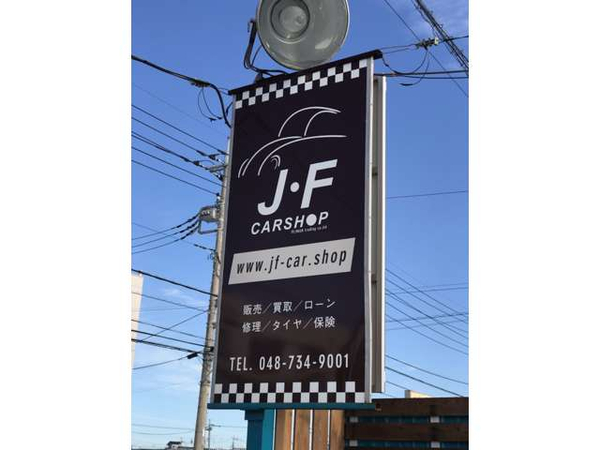 J・F
CARSHOP
www.jf-car.shop
販売／買取／ローン
修理／タイヤ／保険
TEL. 048-734-9001